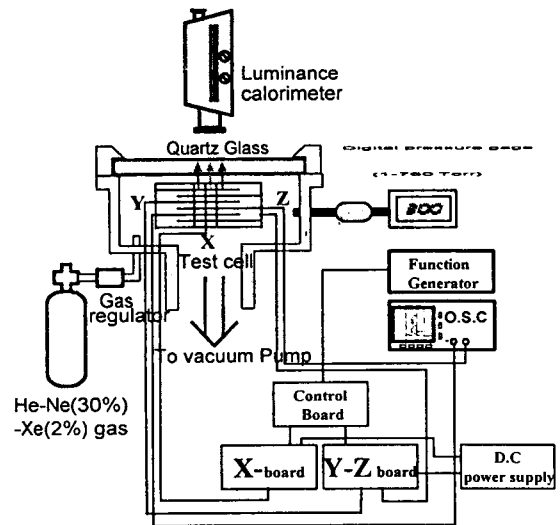 Luminance
calorimeter
Quartz Glass
Digital pressure gage
(1~760 Torr)
Y
Z
300
X
Test cell
Gas
regulator
Function
Generator
O.S.C
To vacuum Pump
He-Ne(30%)
-Xe(2%) gas
Control
Board
X-board
Y-Z board
D.C
power supply